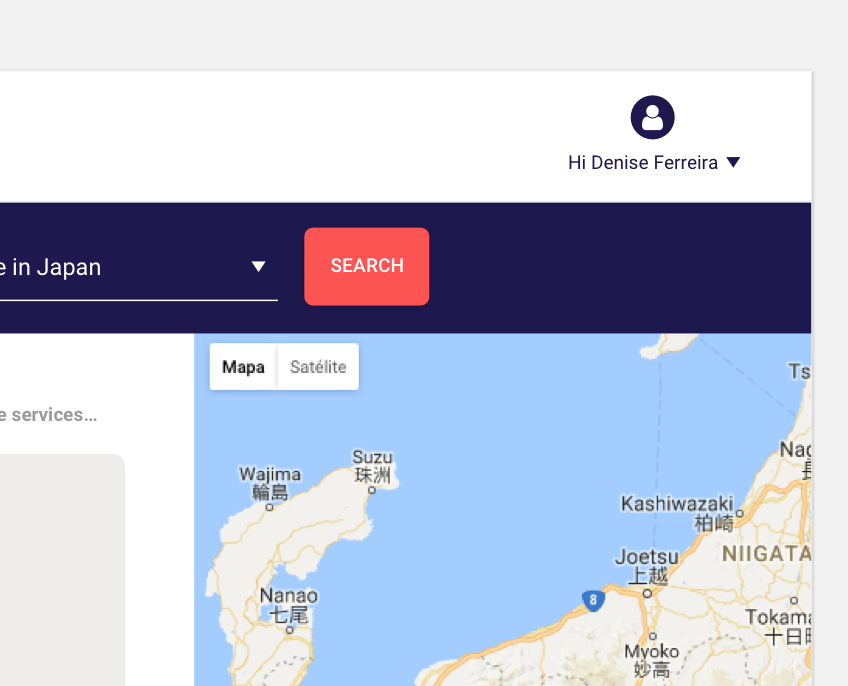 Hi Denise Ferreira
e in Japan
SEARCH
Mapa
Satélite
e services...
Ts
Nag
Suzu
珠洲
Wajima
輪島
Kashiwazaki
柏崎
NIIGATA
Joetsu
上越
Nanao
七尾
8
Tokama
十日
Myoko
妙高